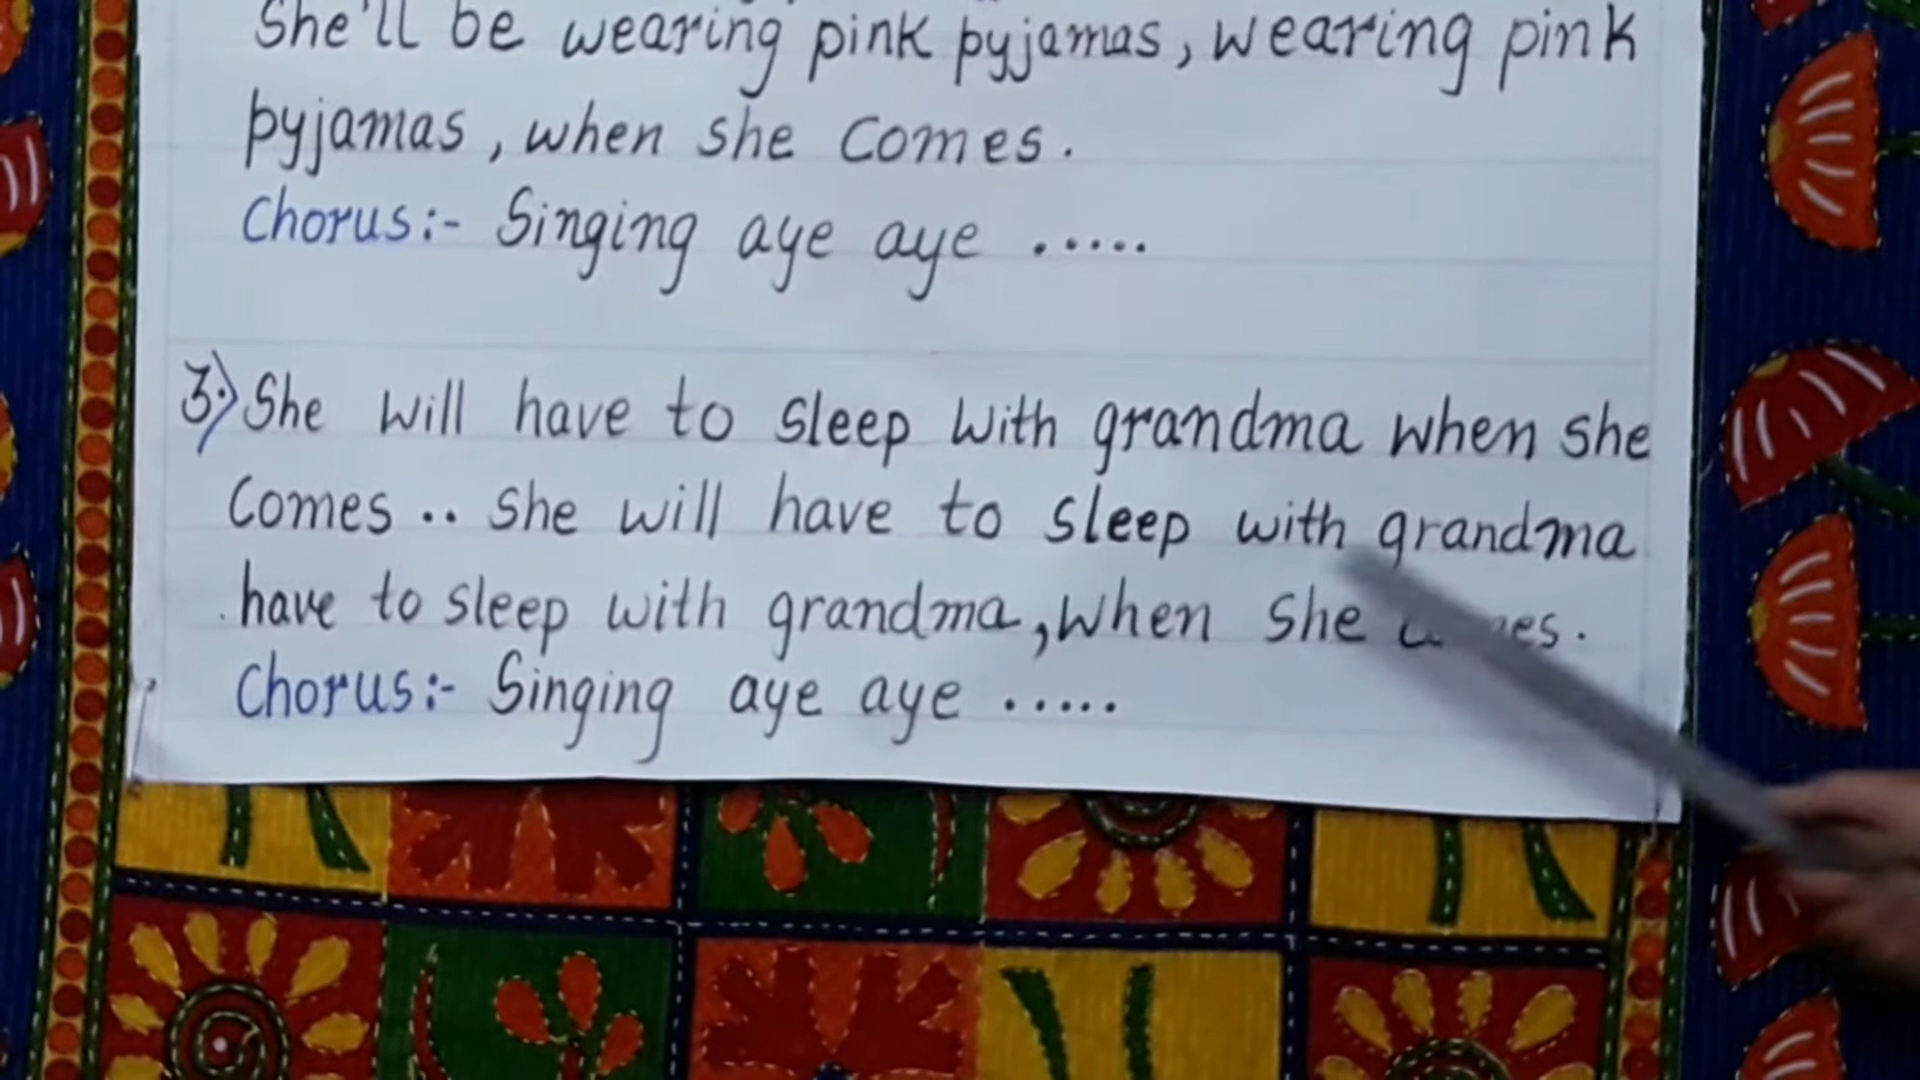 She'll be wearing pink pyjamas, wearing pink
pyjamas, when she comes.
Chorus:- Singing aye aye .....
3.) She will have to sleep with grandma when she
comes .. she will have to sleep with grandma
have to sleep with grandma, when she
Chorus:- Singing aye aye .....